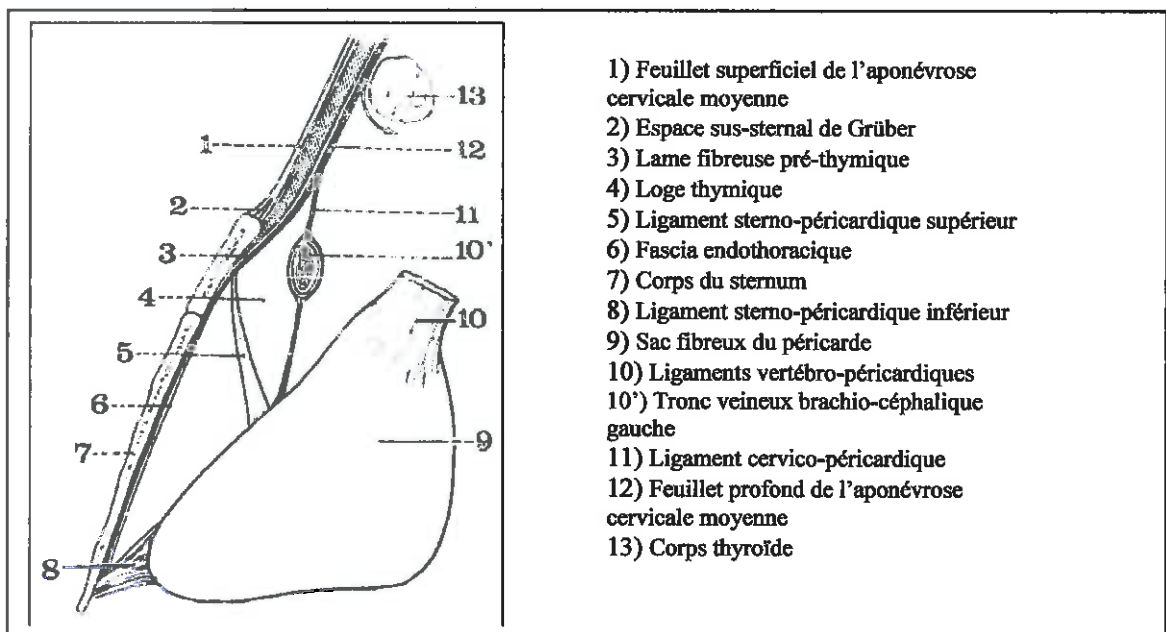 1
2
3
4
5
6
7
8
13
12
11
10'
10
9
1) Feuillet superficiel de l'aponévrose
cervicale moyenne
2) Espace sus-sternal de Grüber
3) Lame fibreuse pré-thymique
4) Loge thymique
5) Ligament sterno-péricardique supérieur
6) Fascia endothoracique
7) Corps du sternum
8) Ligament sterno-péricardique inférieur
9) Sac fibreux du péricarde
10) Ligaments vertébro-péricardiques
10') Tronc veineux brachio-céphalique
gauche
11) Ligament cervico-péricardique
12) Feuillet profond de l'aponévrose
cervicale moyenne
13) Corps thyroïde